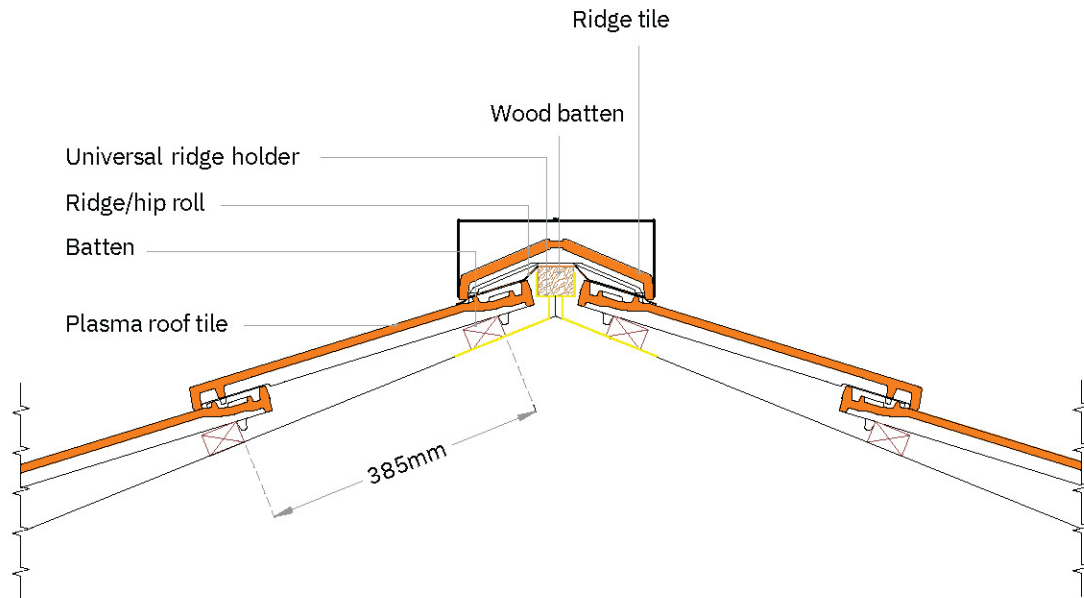 Ridge tile
Wood batten
Universal ridge holder
Ridge/hip roll
Batten
Plasma roof tile
385mm